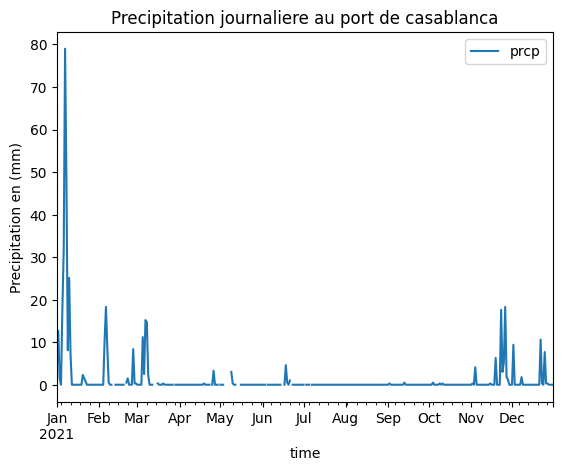 Precipitation journaliere au port de casablanca
prcp
Precipitation en (mm)
80
70
60
50
40
30
20
10
0
Jan Feb Mar Apr May Jun Jul Aug Sep Oct Nov Dec
2021
time